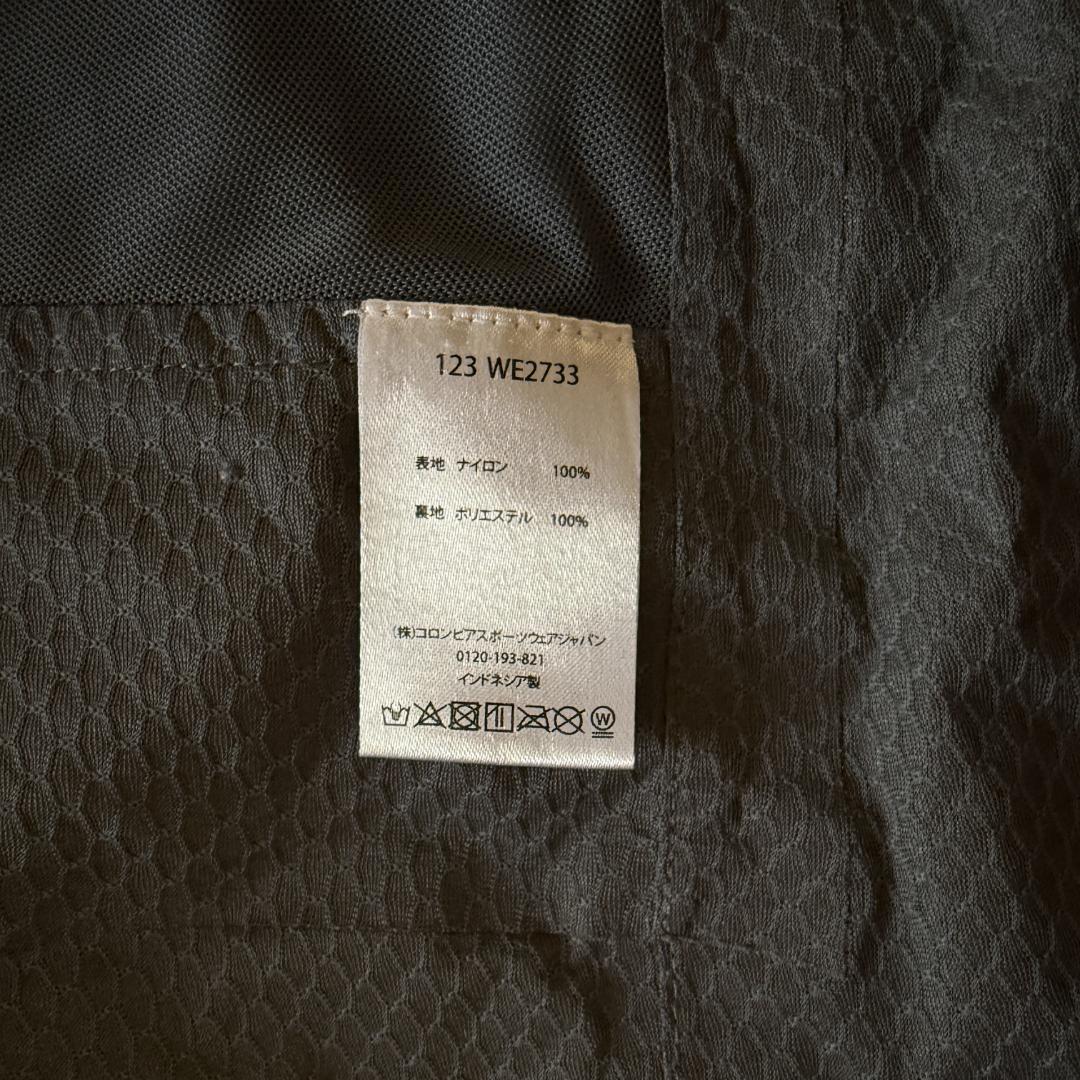 123 WE2733
表地 ナイロン 100%
裏地 ポリエステル 100%
(株)コロンビアスポーツウェアジャパン
0120-193-821
インドネシア製
W